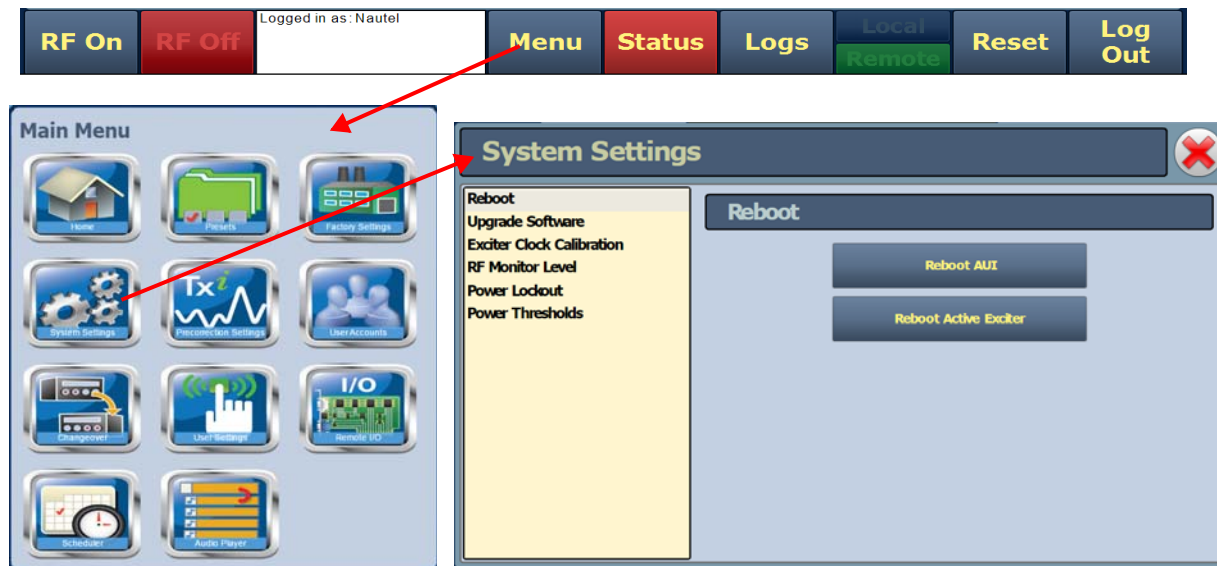 Logged in as: Nautel
RF On
RF Off
Menu
Status
Logs
Local
Remote
Reset
Log
Out
Main Menu
Home
Presets
Factory Settings
System Settings
Tx i
Precorrection Settings
User Accounts
Changeover
User Settings
I/O
Remote I/O
Scheduler
Audio Player
System Settings
Reboot
Upgrade Software
Exciter Clock Calibration
RF Monitor Level
Power Lockout
Power Thresholds
Reboot
Reboot AUI
Reboot Active Exciter